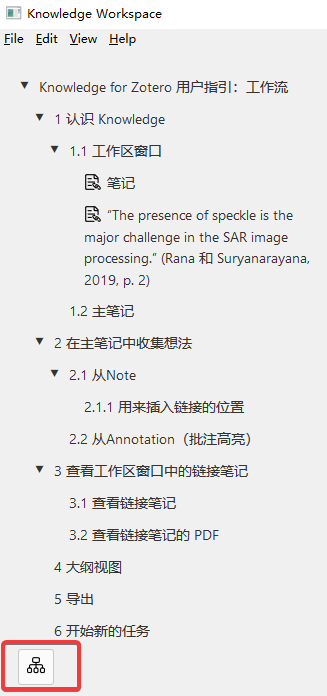 Knowledge Workspace
File Edit View Help
Knowledge for Zotero 用户指引：工作流
1 认识 Knowledge
1.1 工作区窗口
笔记
“The presence of speckle is the
major challenge in the SAR image
processing.” (Rana 和 Suryanarayana,
2019, p. 2)
1.2 主笔记
2 在主笔记中收集想法
2.1 从Note
2.1.1 用来插入链接的位置
2.2 从Annotation（批注高亮）
3 查看工作区窗口中的链接笔记
3.1 查看链接笔记
3.2 查看链接笔记的 PDF
4 大纲视图
5 导出
6 开始新的任务